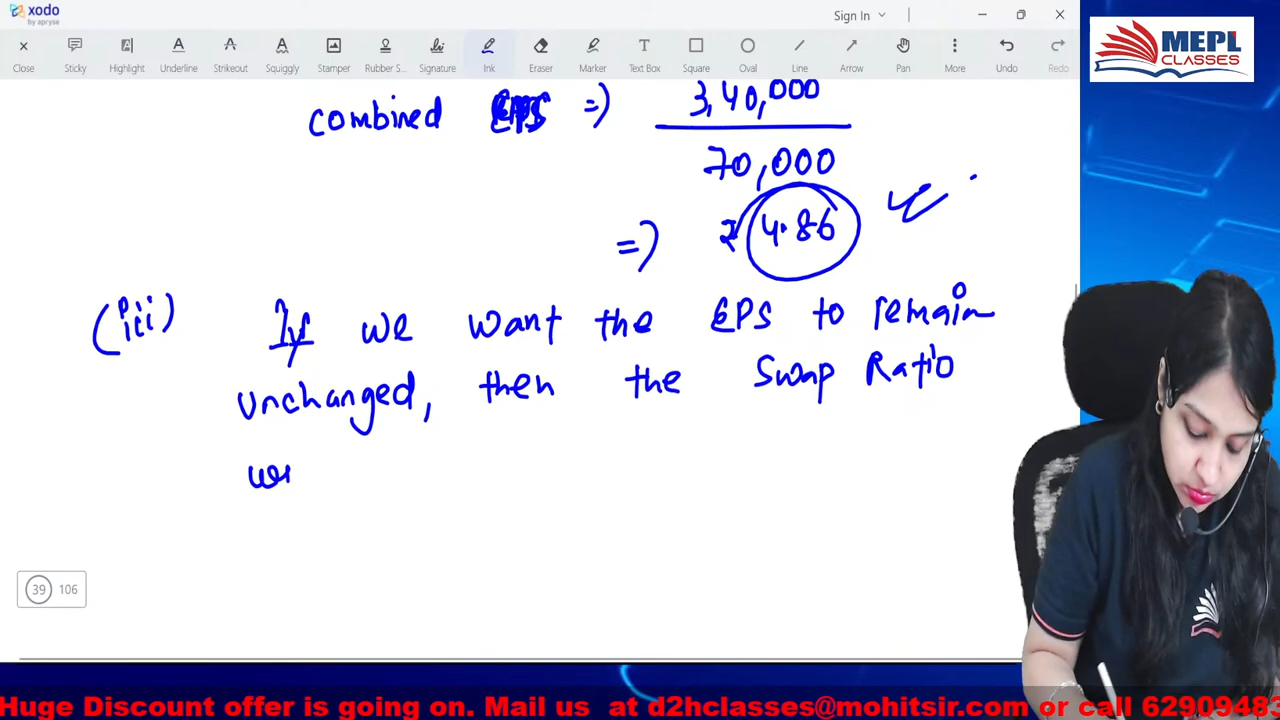 xodo
by apryse
Sign In
Close
Sticky
Highlight
Underline
Strikeout
Squiggly
Stamper
Rubber
Signature
Ink
Eraser
Marker
Text Box
Square
Oval
Line
Arrow
Pan
More
Undo
Redo
MEPL
CLASSES
combined EPS => 3,40,000
70,000
=> ₹ 4.86
(iii) If we want the EPS to remain
unchanged, then the Swap Ratio
39 106
Huge Discount offer is going on. Mail us at d2hclasses@mohitsir.com or call 6290948